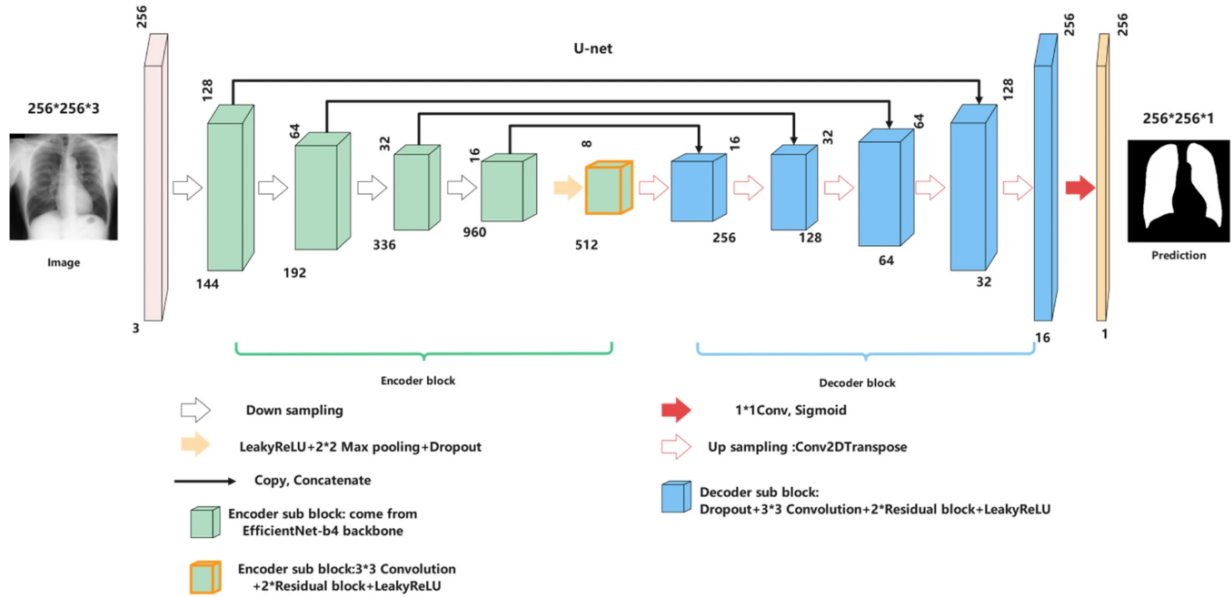 U-net
256
128
64
32
16
8
16
32
64
128
256
256
256*256*3
256*256*1
Image
Prediction
3
144
192
336
960
512
256
128
64
32
16
1
Encoder block
Decoder block
Down sampling
LeakyReLU+2*2 Max pooling+Dropout
Copy, Concatenate
Encoder sub block: come from
EfficientNet-b4 backbone
Encoder sub block:3*3 Convolution
+2*Residual block+LeakyReLU
1*1Conv, Sigmoid
Up sampling :Conv2DTranspose
Decoder sub block:
Dropout+3*3 Convolution+2*Residual block+LeakyReLU